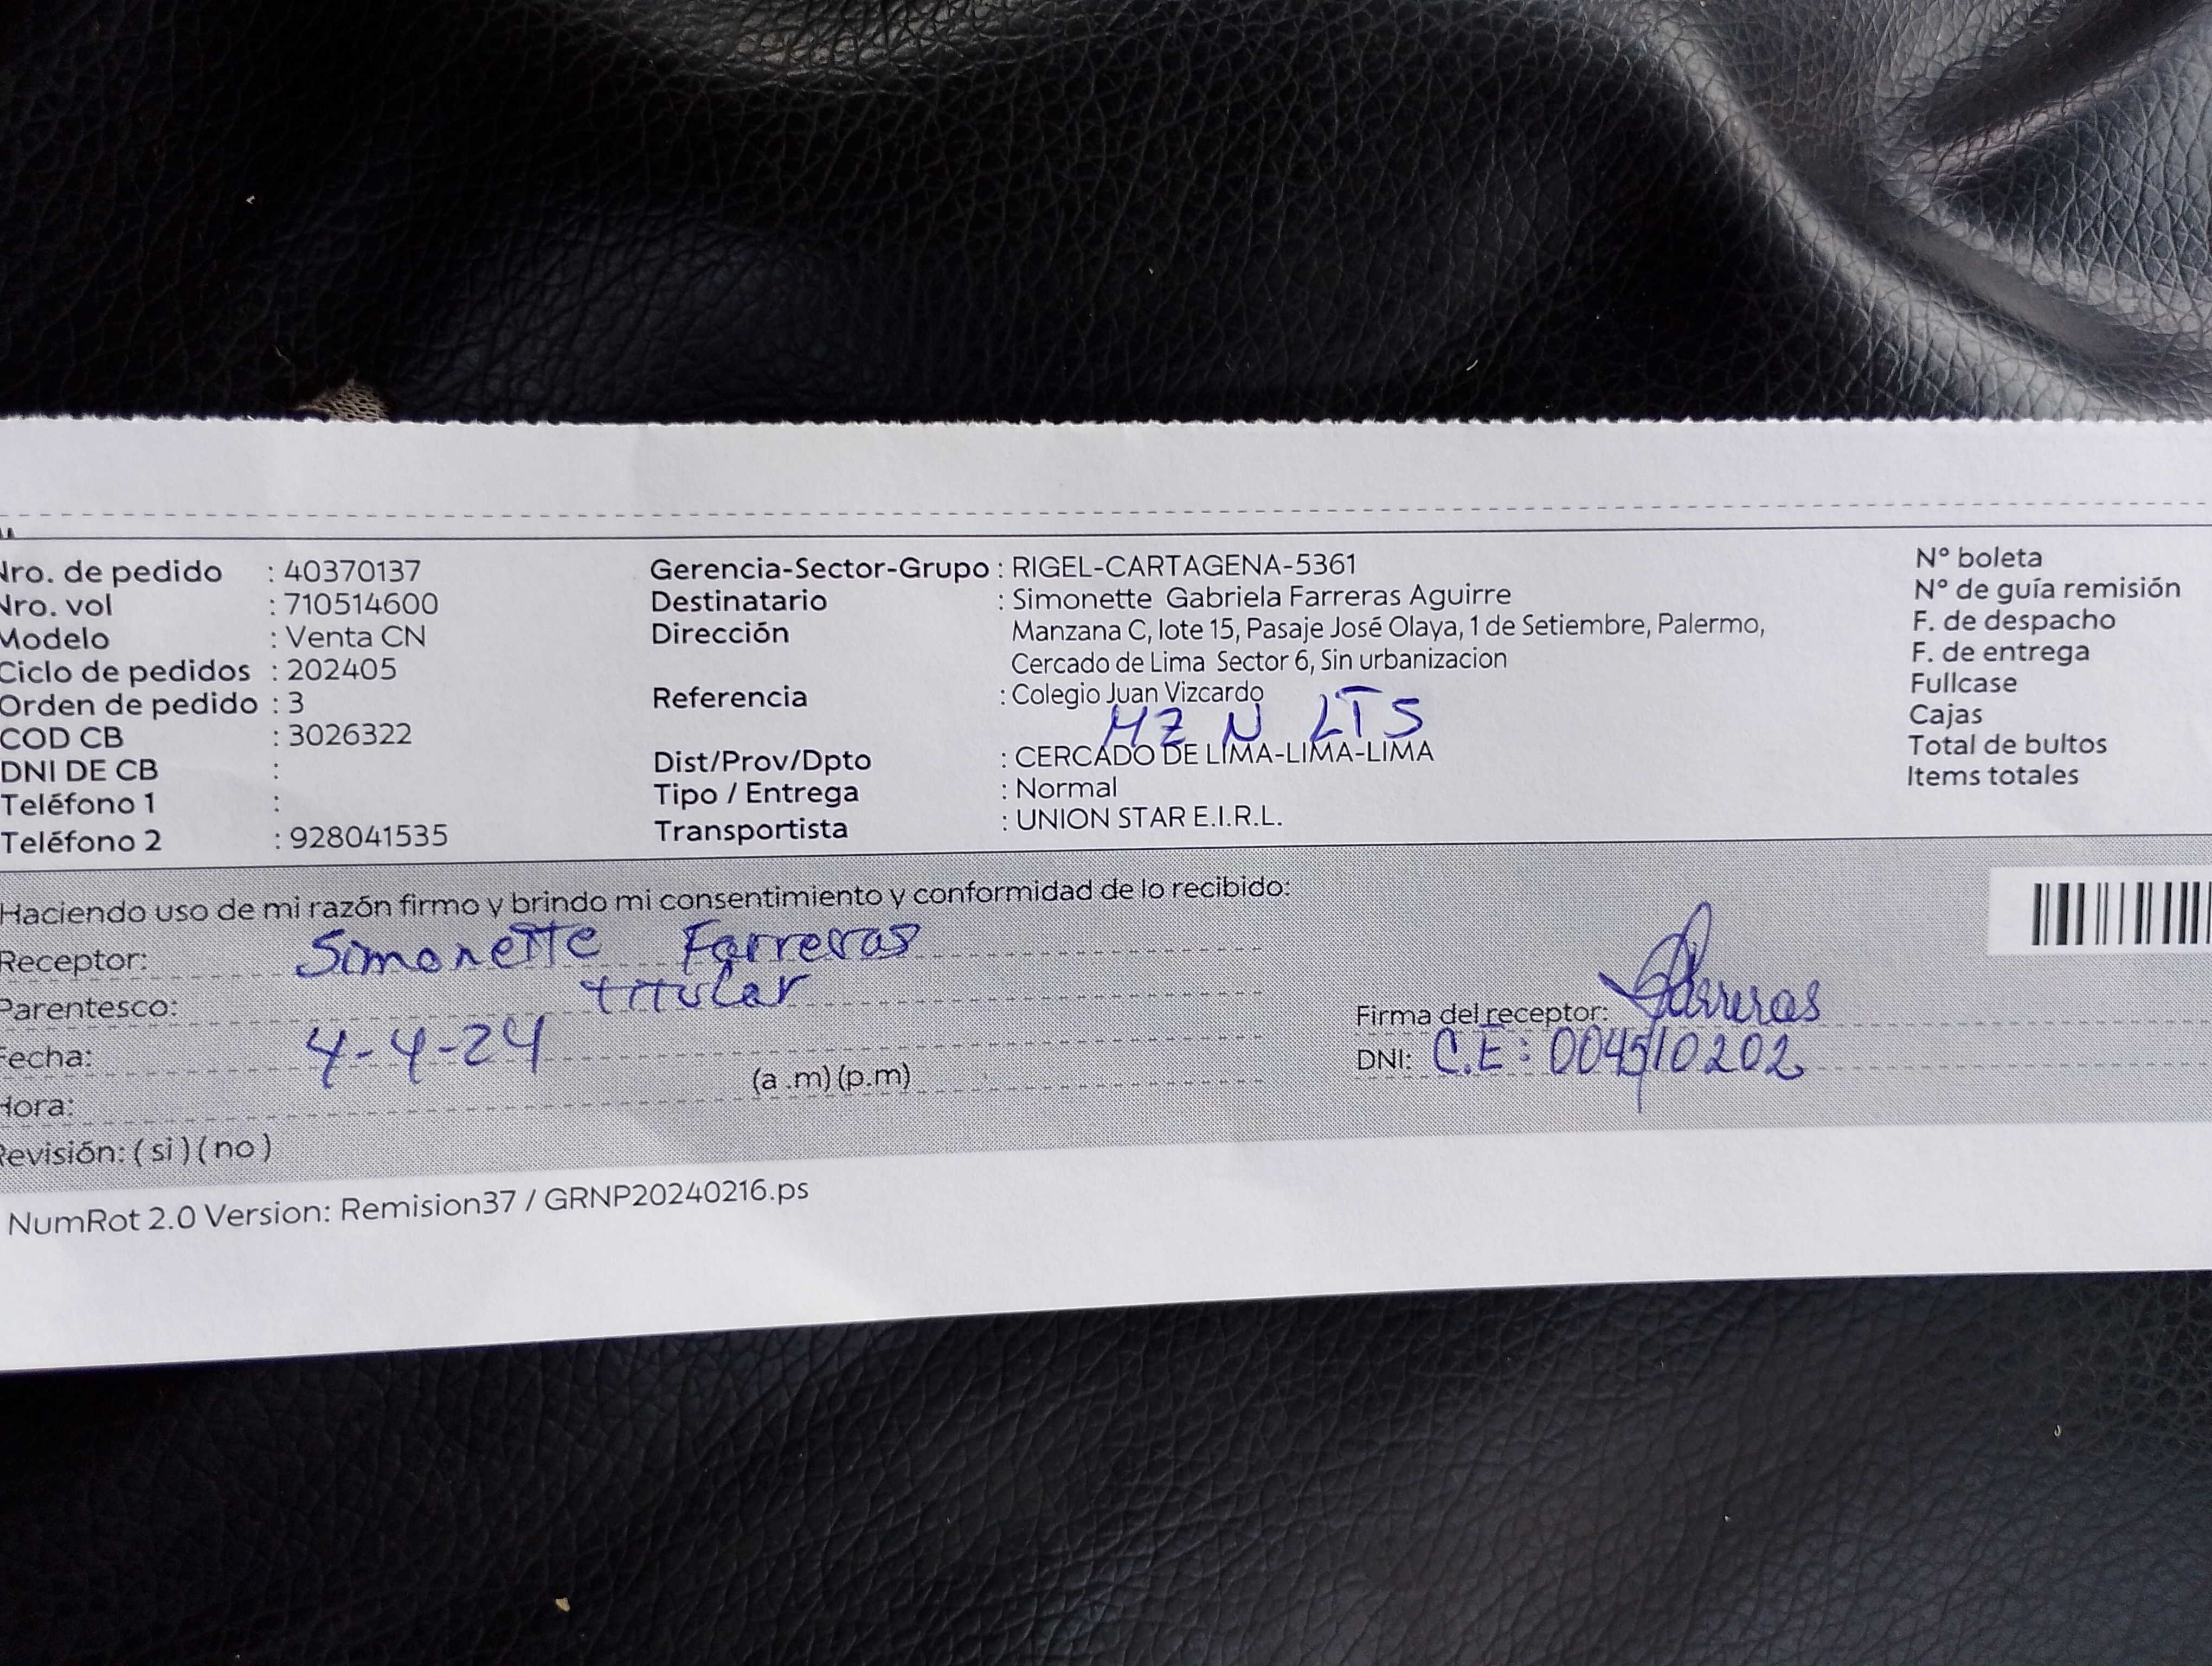 Nro. de pedido : 40370137
Nro. vol : 710514600
Modelo : Venta CN
Ciclo de pedidos : 202405
Orden de pedido : 3
COD CB : 3026322
DNI DE CB :
Teléfono 1 :
Teléfono 2 : 928041535
Gerencia-Sector-Grupo : RIGEL-CARTAGENA-5361
Destinatario : Simonette Gabriela Farreras Aguirre
Dirección Manzana C, lote 15, Pasaje José Olaya, 1 de Setiembre, Palermo,
Cercado de Lima Sector 6, Sin urbanizacion
Referencia : Colegio Juan Vizcardo
MZ N LT5
Dist/Prov/Dpto : CERCADO DE LIMA-LIMA-LIMA
Tipo / Entrega : Normal
Transportista : UNION STAR E.I.R.L.
N° boleta
N° de guía remisión
F. de despacho
F. de entrega
Fullcase
Cajas
Total de bultos
Items totales
Haciendo uso de mi razón firmo y brindo mi consentimiento y conformidad de lo recibido:
Receptor: Simonette Farreras
Parentesco: titular
Fecha: 4-4-24
Hora: (a .m)(p.m)
Revisión: ( si ) ( no )
Firma del receptor: Farreras
DNI: C.E: 004510202
NumRot 2.0 Version: Remision37 / GRNP20240216.ps